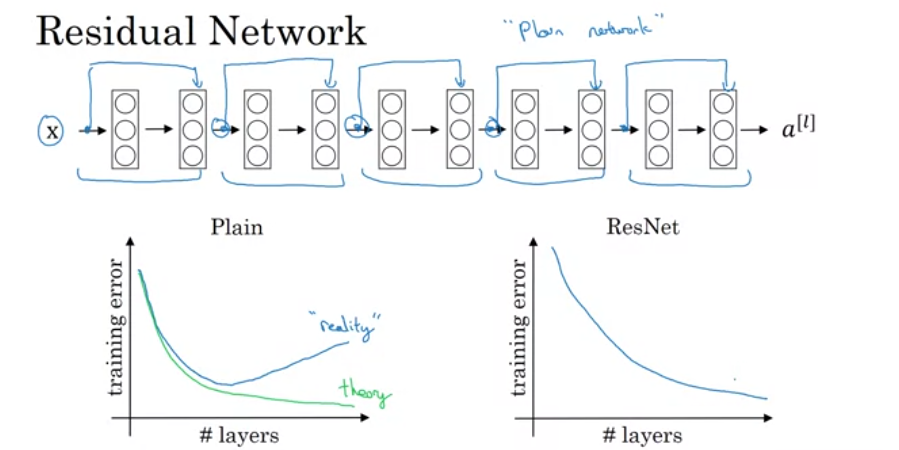 Residual Network
"Plain network"
x
a[l]
Plain
training error
"reality"
theory
# layers
ResNet
training error
# layers